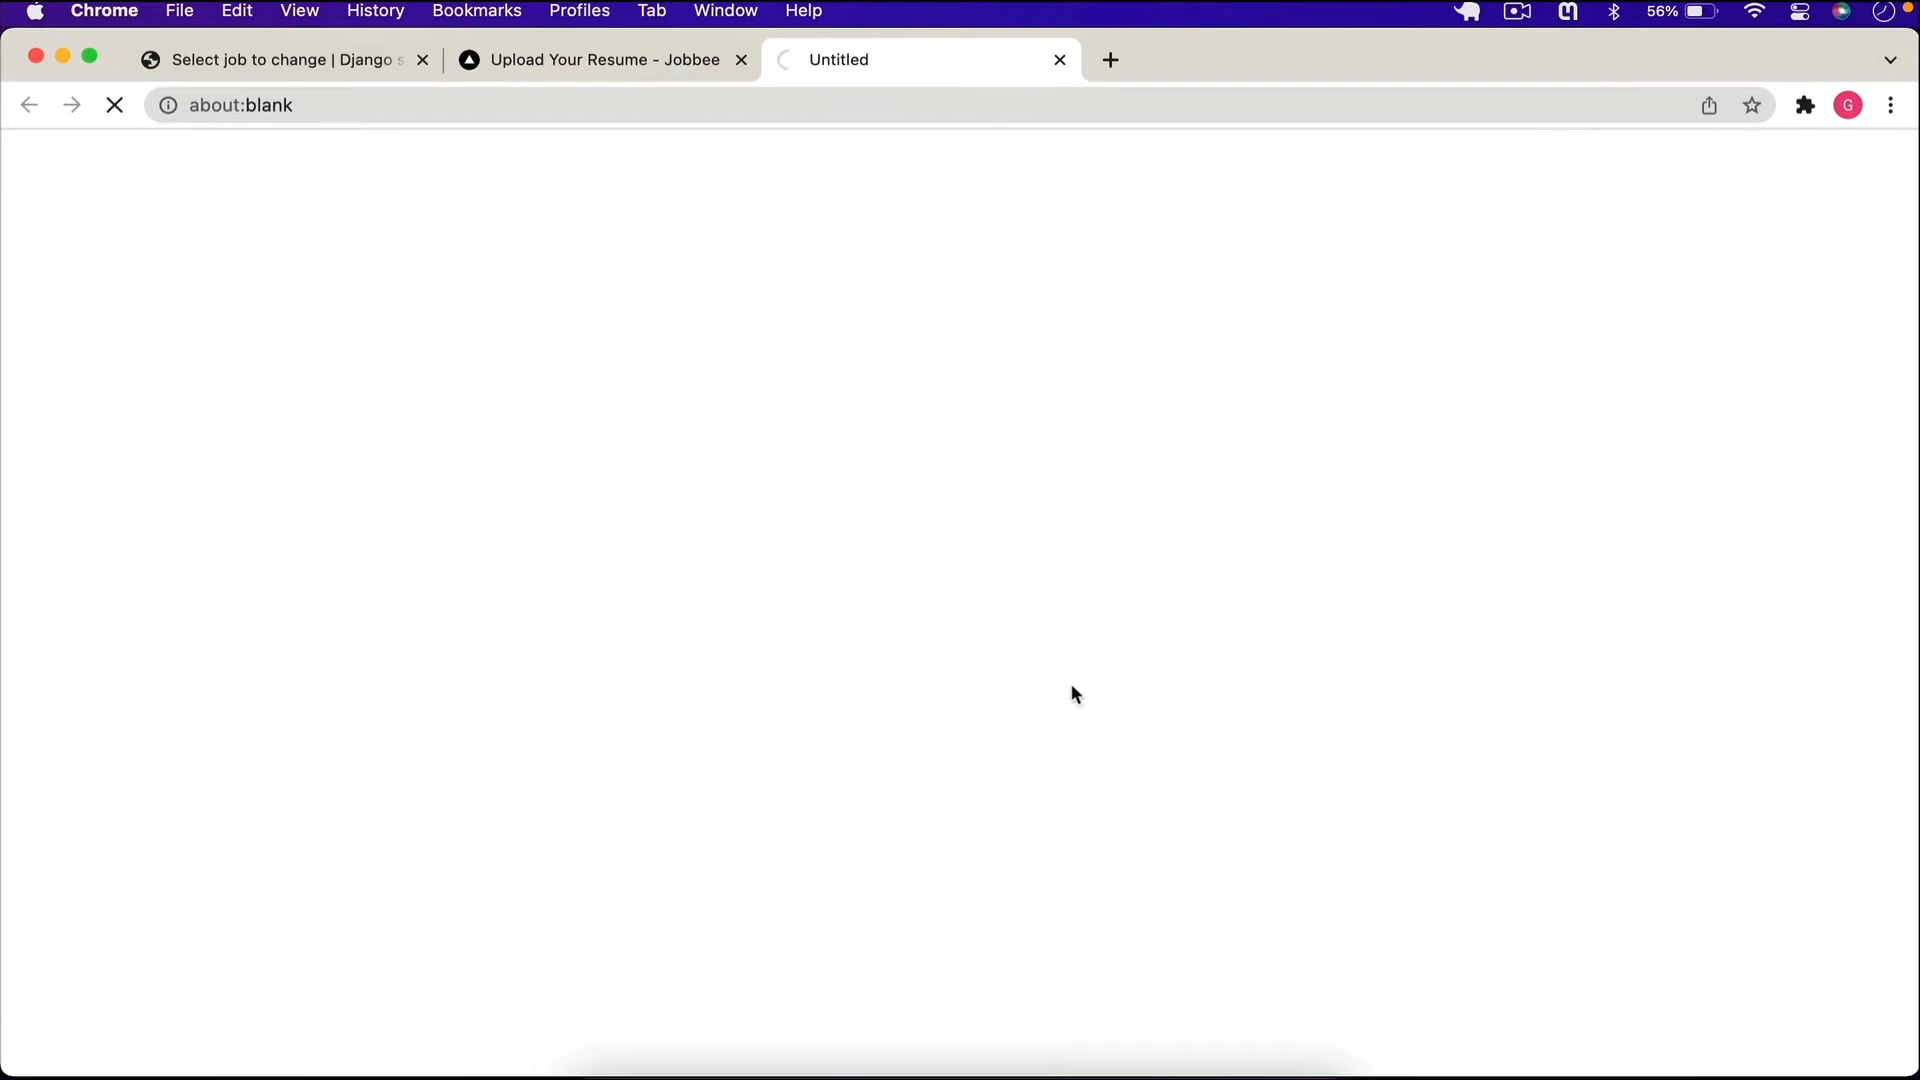 Chrome File Edit View History Bookmarks Profiles Tab Window Help 56%
Select job to change | Django s Upload Your Resume - Jobbee Untitled
about:blank G